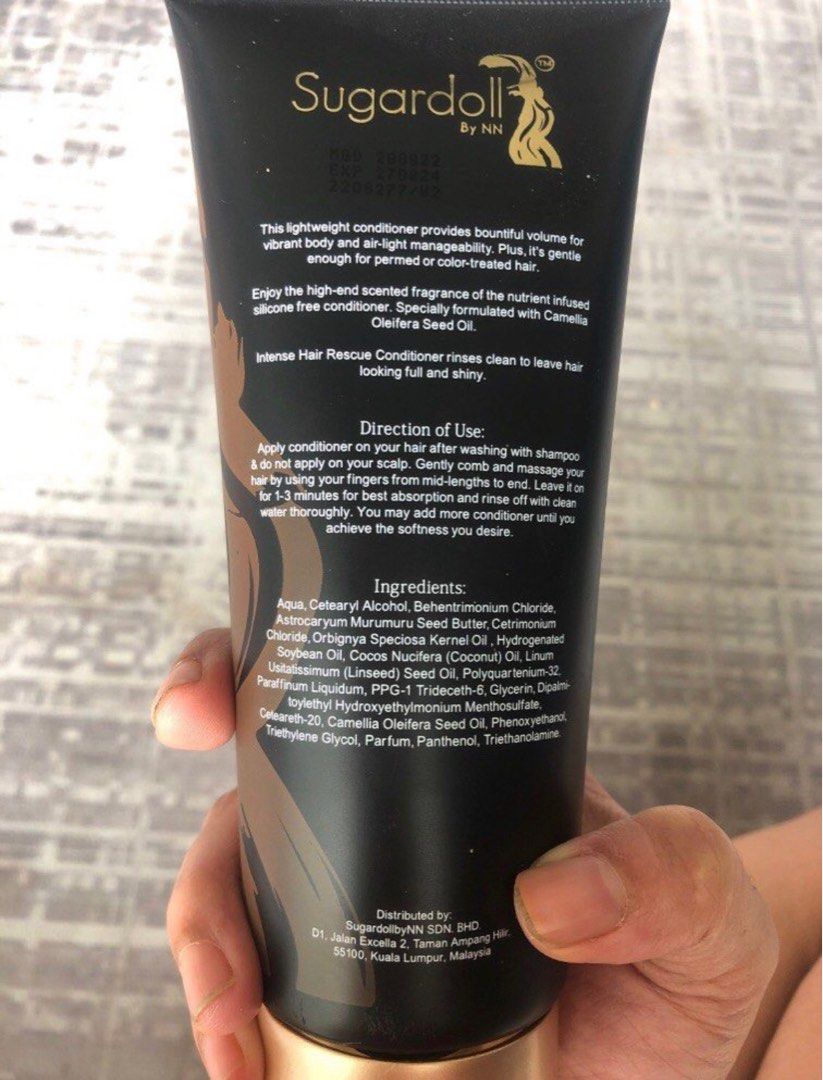 Sugardoll
TM
By NN
EXP 270824
This lightweight conditioner provides bountiful volume for
vibrant body and air-light manageability. Plus, it's gentle
enough for permed or color-treated hair.
Enjoy the high-end scented fragrance of the nutrient infused
silicone free conditioner. Specially formulated with Camellia
Oleifera Seed Oil.
Intense Hair Rescue Conditioner rinses clean to leave hair
looking full and shiny.
Direction of Use:
Apply conditioner on your hair after washing with shampoo
& do not apply on your scalp. Gently comb and massage your
hair by using your fingers from mid-lengths to end. Leave it on
for 1-3 minutes for best absorption and rinse off with clean
water thoroughly. You may add more conditioner until you
achieve the softness you desire.
Ingredients:
Aqua, Cetearyl Alcohol, Behentrimonium Chloride,
Astrocaryum Murumuru Seed Butter, Cetrimonium
Chloride, Orbignya Speciosa Kernel Oil , Hydrogenated
Soybean Oil, Cocos Nucifera (Coconut) Oil, Linum
Usitatissimum (Linseed) Seed Oil, Polyquartenium-32,
Paraffinum Liquidum, PPG-1 Trideceth-6, Glycerin, Dipalmi-
toylethyl Hydroxyethylmonium Menthosulfate,
Ceteareth-20, Camellia Oleifera Seed Oil, Phenoxyethanol,
Triethylene Glycol, Parfum, Panthenol, Triethanolamine.
Distributed by:
SugardollbyNN SDN. BHD.
D1, Jalan Excella 2, Taman Ampang Hilir,
55100, Kuala Lumpur, Malaysia